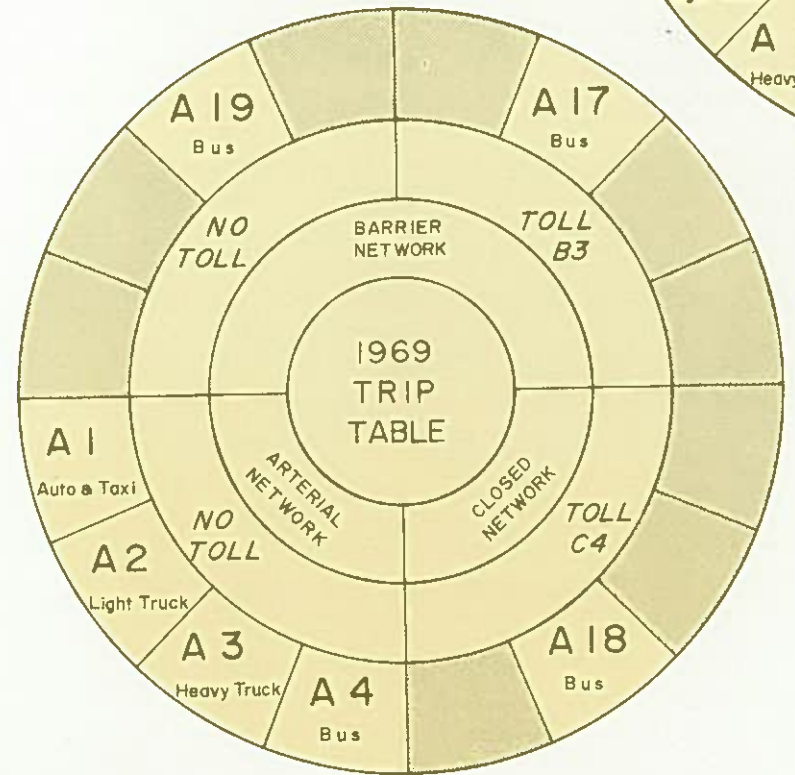 A
Heavy
A 19
Bus
A 17
Bus
NO
TOLL
BARRIER
NETWORK
TOLL
B3
1969
TRIP
TABLE
A 1
Auto & Taxi
ARTERIAL
NETWORK
CLOSED
NETWORK
NO
TOLL
TOLL
C4
A 2
Light Truck
A 3
Heavy Truck
A 4
Bus
A 18
Bus